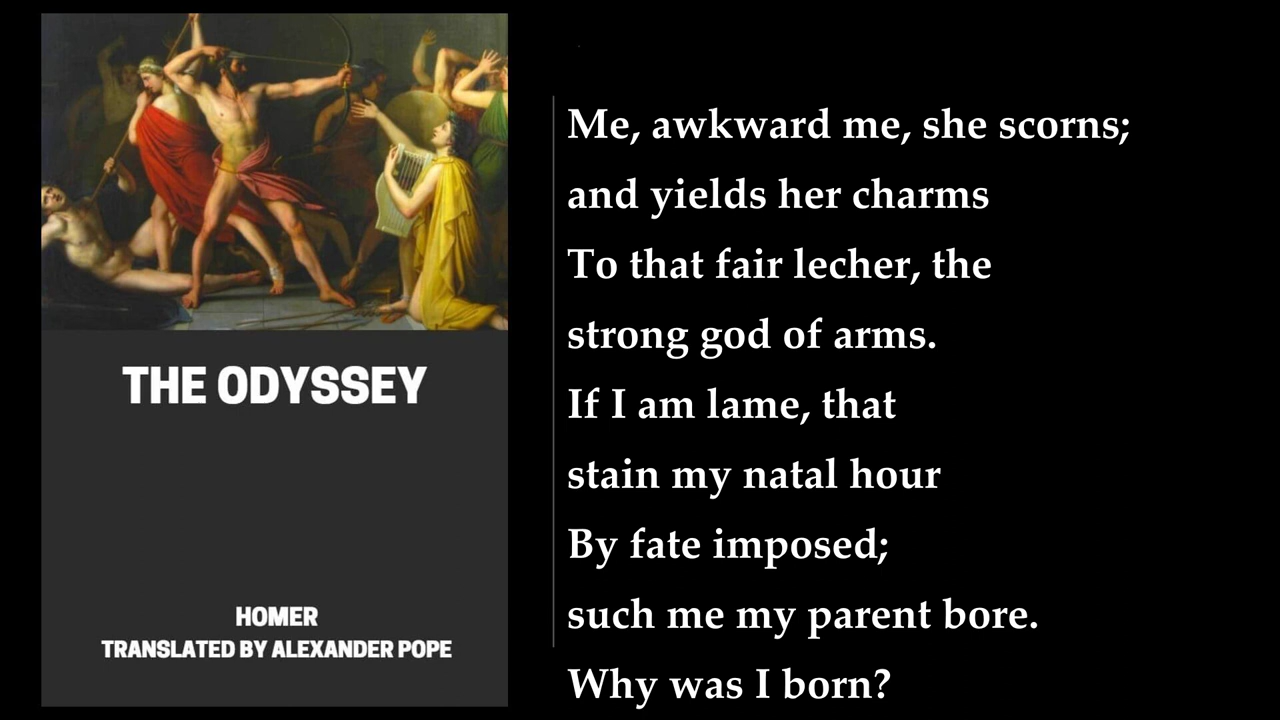 THE ODYSSEY
HOMER
TRANSLATED BY ALEXANDER POPE
Me, awkward me, she scorns;
and yields her charms
To that fair lecher, the
strong god of arms.
If I am lame, that
stain my natal hour
By fate imposed;
such me my parent bore.
Why was I born?